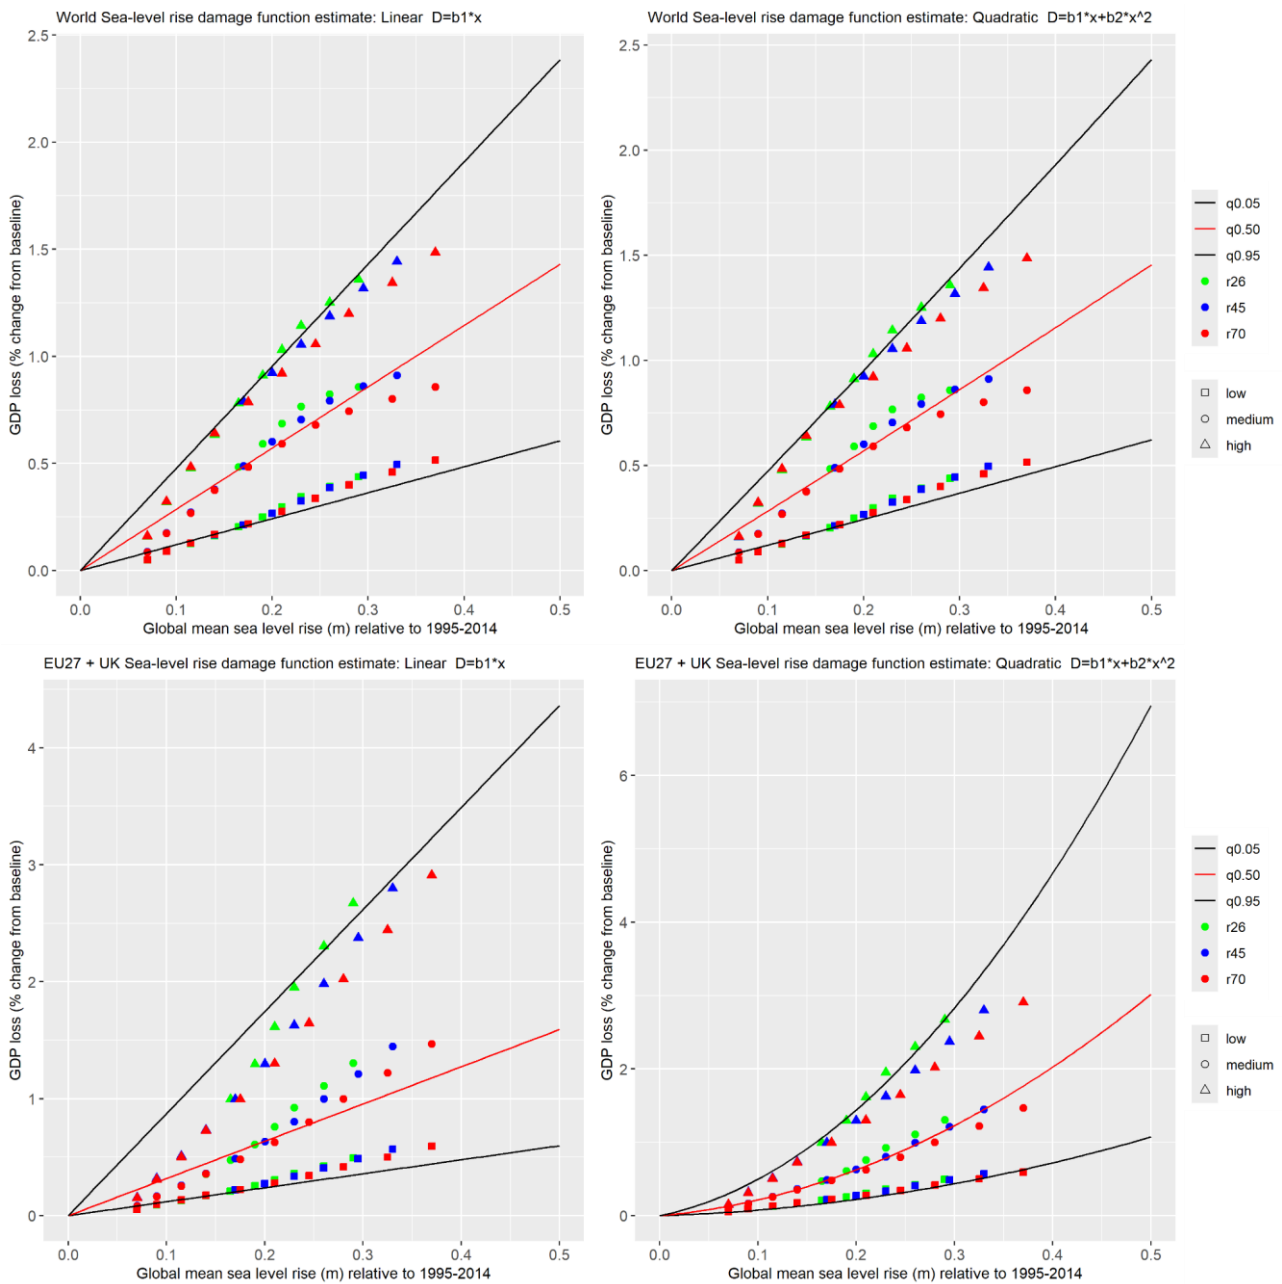 World Sea-level rise damage function estimate: Linear  D=b1*x
2.5
2.0
1.5
1.0
0.5
0.0
GDP loss (% change from baseline)
0.0 0.1 0.2 0.3 0.4 0.5
Global mean sea level rise (m) relative to 1995-2014
World Sea-level rise damage function estimate: Quadratic  D=b1*x+b2*x^2
2.5
2.0
1.5
1.0
0.5
0.0
GDP loss (% change from baseline)
0.0 0.1 0.2 0.3 0.4 0.5
Global mean sea level rise (m) relative to 1995-2014
q0.05
q0.50
q0.95
r26
r45
r70
low
medium
high
EU27 + UK Sea-level rise damage function estimate: Linear  D=b1*x
4
3
2
1
0
GDP loss (% change from baseline)
0.0 0.1 0.2 0.3 0.4 0.5
Global mean sea level rise (m) relative to 1995-2014
EU27 + UK Sea-level rise damage function estimate: Quadratic  D=b1*x+b2*x^2
6
4
2
0
GDP loss (% change from baseline)
0.0 0.1 0.2 0.3 0.4 0.5
Global mean sea level rise (m) relative to 1995-2014
q0.05
q0.50
q0.95
r26
r45
r70
low
medium
high